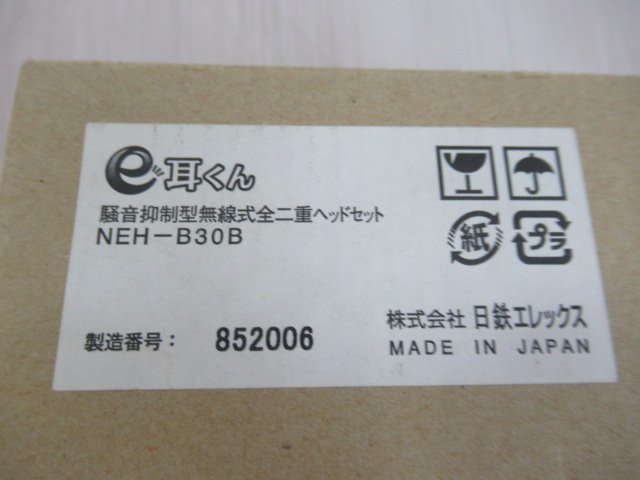 e耳くん
騒音抑制型無線式全二重ヘッドセット
NEH-B30B
紙
プラ
製造番号： 852006
株式会社 日鉄エレックス
MADE IN JAPAN